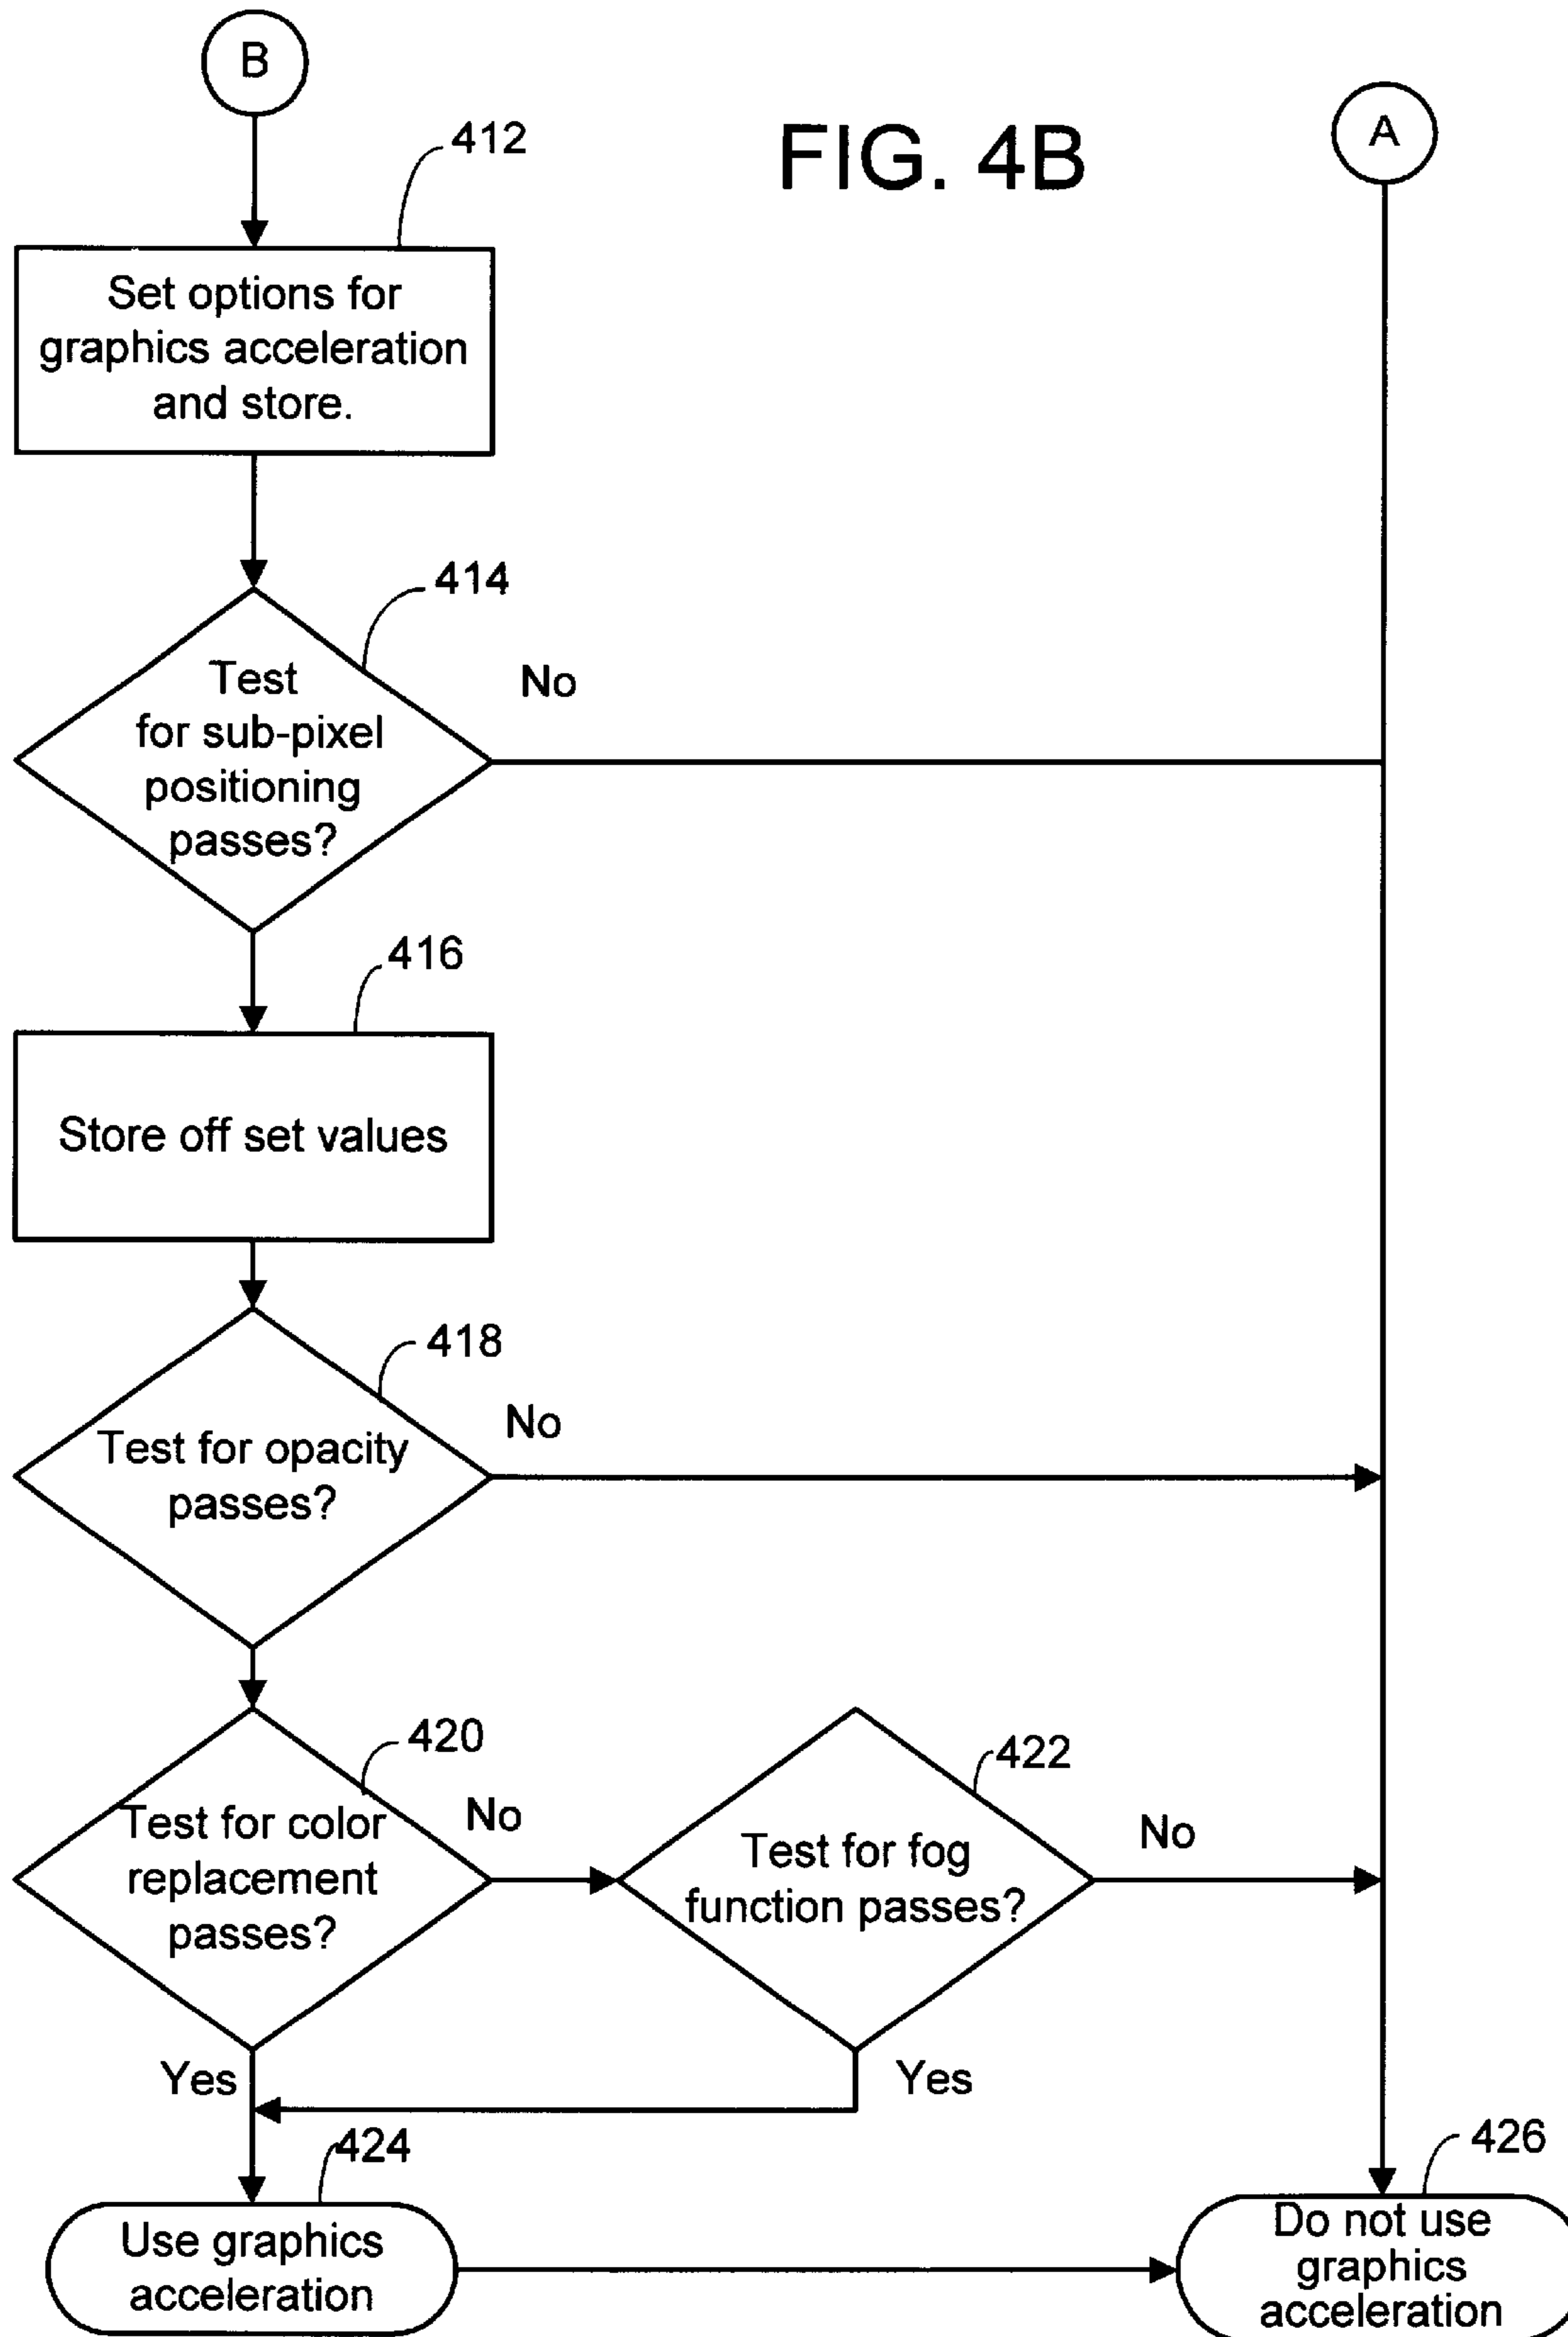 B
FIG. 4B
A
412
Set options for
graphics acceleration
and store.
414
Test
for sub-pixel
positioning
passes?
No
416
Store off set values
418
Test for opacity
passes?
No
420
Test for color
replacement
passes?
No
422
Test for fog
function passes?
No
Yes
Yes
424
Use graphics
acceleration
426
Do not use
graphics
acceleration